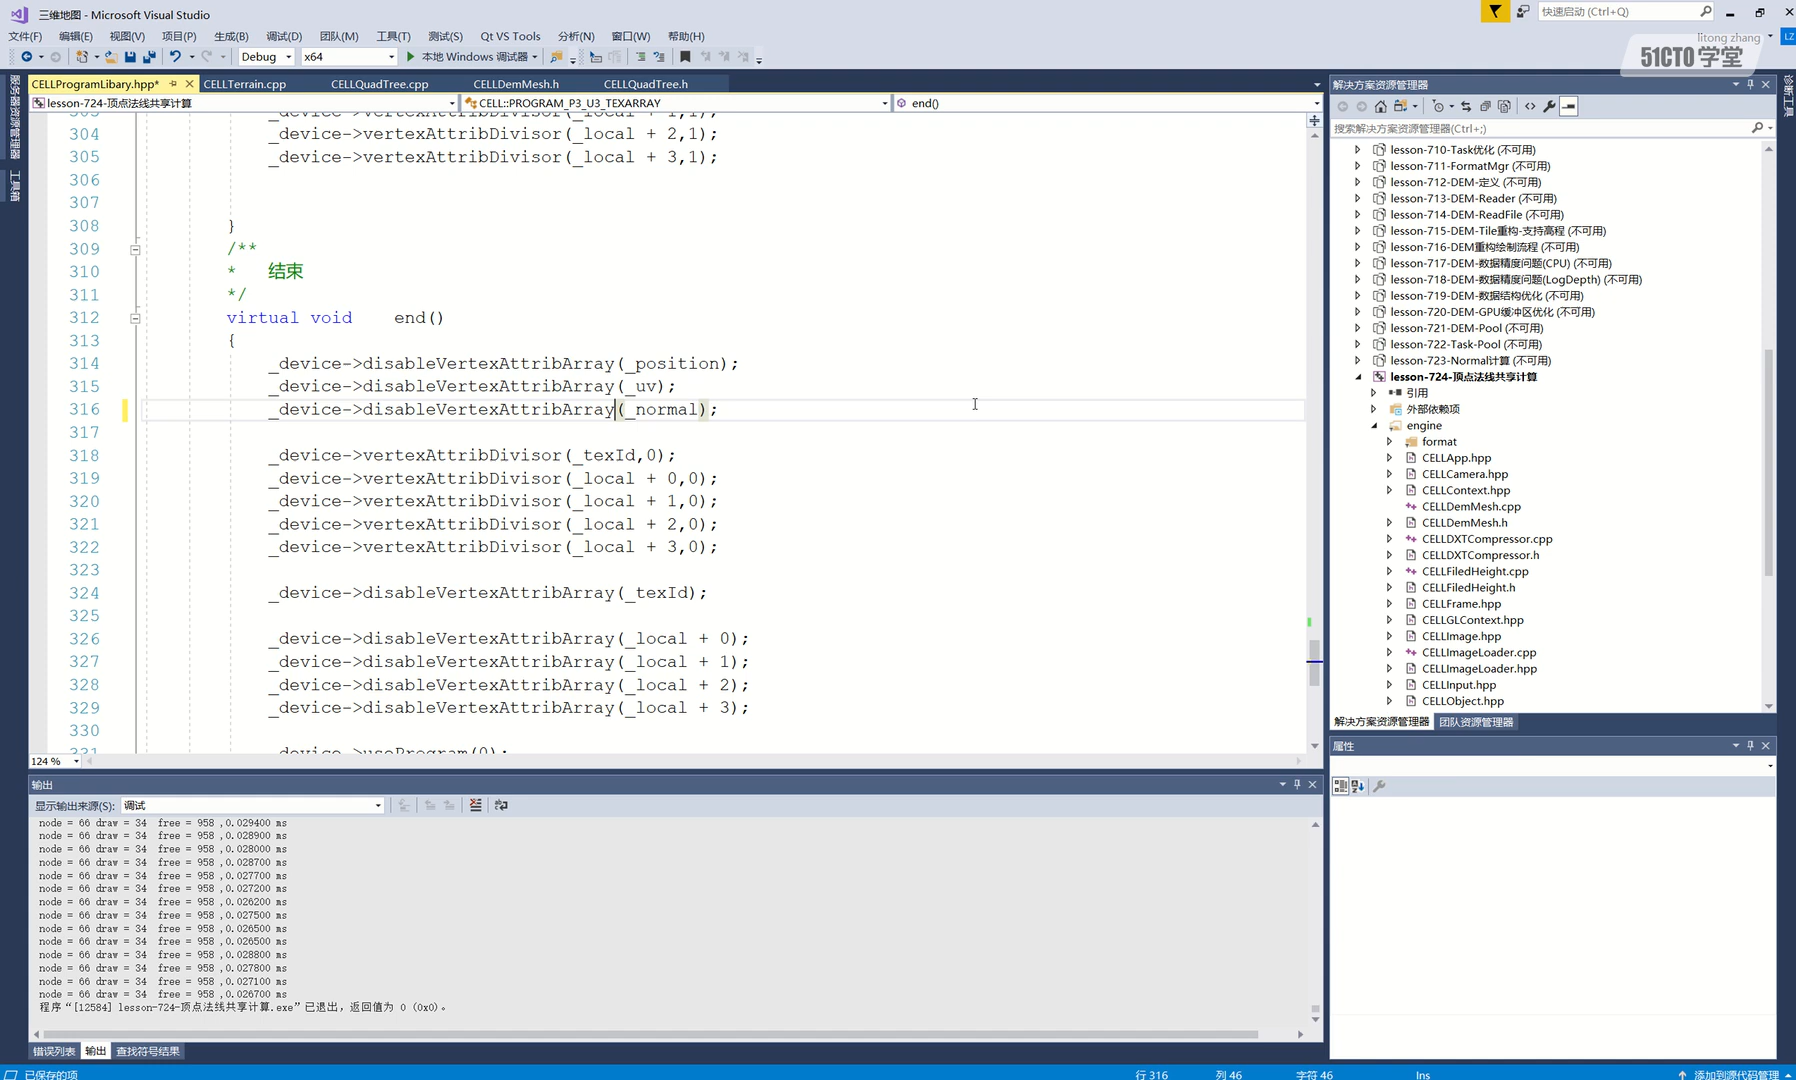 三维地图 - Microsoft Visual Studio
快速启动 (Ctrl+Q)
文件(F) 编辑(E) 视图(V) 项目(P) 生成(B) 调试(D) 团队(M) 工具(T) 测试(S) Qt VS Tools 分析(N) 窗口(W) 帮助(H)
litong zhang LZ
51CTO 学堂
Debug x64 本地 Windows 调试器
服务器资源管理器
工具箱
诊断工具
CELLProgramLibary.hpp* CELLTerrain.cpp CELLQuadTree.cpp CELLDemMesh.h CELLQuadTree.h
lesson-724-顶点法线共享计算 CELL::PROGRAM_P3_U3_TEXARRAY end()
303 _device->vertexAttribDivisor(_local + 1,1);
304 _device->vertexAttribDivisor(_local + 2,1);
305 _device->vertexAttribDivisor(_local + 3,1);
306
307
308 }
309 /**
310 * 结束
311 */
312 virtual void end()
313 {
314 _device->disableVertexAttribArray(_position);
315 _device->disableVertexAttribArray(_uv);
316 _device->disableVertexAttribArray(_normal);
317
318 _device->vertexAttribDivisor(_texId,0);
319 _device->vertexAttribDivisor(_local + 0,0);
320 _device->vertexAttribDivisor(_local + 1,0);
321 _device->vertexAttribDivisor(_local + 2,0);
322 _device->vertexAttribDivisor(_local + 3,0);
323
324 _device->disableVertexAttribArray(_texId);
325
326 _device->disableVertexAttribArray(_local + 0);
327 _device->disableVertexAttribArray(_local + 1);
328 _device->disableVertexAttribArray(_local + 2);
329 _device->disableVertexAttribArray(_local + 3);
330
331 _device->useProgram(0);
124 %
输出
显示输出来源(S): 调试
node = 66 draw = 34 free = 958 ,0.029400 ms
node = 66 draw = 34 free = 958 ,0.028900 ms
node = 66 draw = 34 free = 958 ,0.028000 ms
node = 66 draw = 34 free = 958 ,0.028700 ms
node = 66 draw = 34 free = 958 ,0.027700 ms
node = 66 draw = 34 free = 958 ,0.027200 ms
node = 66 draw = 34 free = 958 ,0.026200 ms
node = 66 draw = 34 free = 958 ,0.027500 ms
node = 66 draw = 34 free = 958 ,0.026500 ms
node = 66 draw = 34 free = 958 ,0.026500 ms
node = 66 draw = 34 free = 958 ,0.028800 ms
node = 66 draw = 34 free = 958 ,0.027800 ms
node = 66 draw = 34 free = 958 ,0.027100 ms
node = 66 draw = 34 free = 958 ,0.026700 ms
程序“[12584] lesson-724-顶点法线共享计算.exe”已退出，返回值为 0 (0x0)。
错误列表 输出 查找符号结果
解决方案资源管理器
搜索解决方案资源管理器(Ctrl+;)
lesson-710-Task优化 (不可用)
lesson-711-FormatMgr (不可用)
lesson-712-DEM-定义 (不可用)
lesson-713-DEM-Reader (不可用)
lesson-714-DEM-ReadFile (不可用)
lesson-715-DEM-Tile重构-支持高程 (不可用)
lesson-716-DEM重构绘制流程 (不可用)
lesson-717-DEM-数据精度问题(CPU) (不可用)
lesson-718-DEM-数据精度问题(LogDepth) (不可用)
lesson-719-DEM-数据结构优化 (不可用)
lesson-720-DEM-GPU缓冲区优化 (不可用)
lesson-721-DEM-Pool (不可用)
lesson-722-Task-Pool (不可用)
lesson-723-Normal计算 (不可用)
lesson-724-顶点法线共享计算
引用
外部依赖项
engine
format
CELLApp.hpp
CELLCamera.hpp
CELLContext.hpp
CELLDemMesh.cpp
CELLDemMesh.h
CELLDXTCompressor.cpp
CELLDXTCompressor.h
CELLFiledHeight.cpp
CELLFiledHeight.h
CELLFrame.hpp
CELLGLContext.hpp
CELLImage.hpp
CELLImageLoader.cpp
CELLImageLoader.hpp
CELLInput.hpp
CELLObject.hpp
解决方案资源管理器 团队资源管理器
属性
已保存的项 行 316 列 46 字符 46 Ins 添加到源代码管理